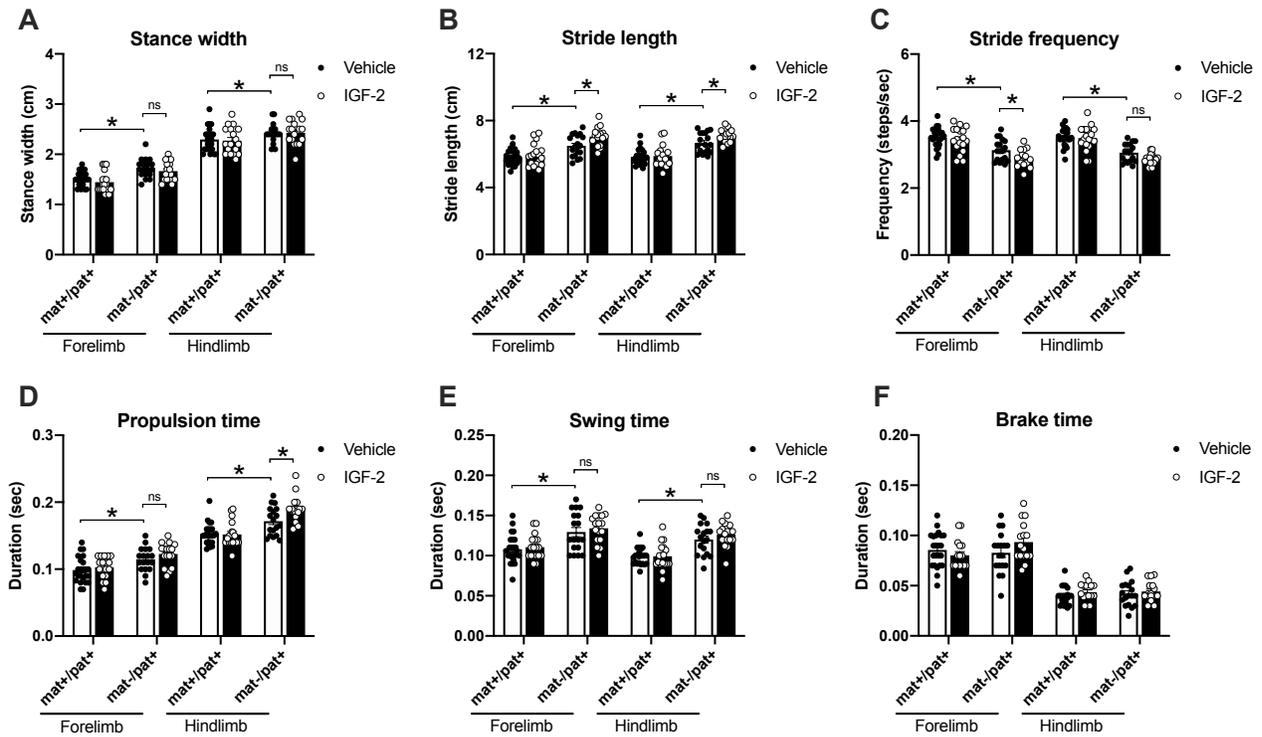 A
Stance width
Stance width (cm)
4
3
2
1
0
*
ns
*
ns
Vehicle
IGF-2
mat+/pat+
mat-/pat+
mat+/pat+
mat-/pat+
Forelimb
Hindlimb
B
Stride length
Stride length (cm)
12
8
4
0
*
*
*
*
Vehicle
IGF-2
mat+/pat+
mat-/pat+
mat+/pat+
mat-/pat+
Forelimb
Hindlimb
C
Stride frequency
Frequency (steps/sec)
6
4
2
0
*
*
*
ns
Vehicle
IGF-2
mat+/pat+
mat-/pat+
mat+/pat+
mat-/pat+
Forelimb
Hindlimb
D
Propulsion time
Duration (sec)
0.3
0.2
0.1
0.0
*
ns
*
*
Vehicle
IGF-2
mat+/pat+
mat-/pat+
mat+/pat+
mat-/pat+
Forelimb
Hindlimb
E
Swing time
Duration (sec)
0.25
0.20
0.15
0.10
0.05
0.00
*
ns
*
ns
Vehicle
IGF-2
mat+/pat+
mat-/pat+
mat+/pat+
mat-/pat+
Forelimb
Hindlimb
F
Brake time
Duration (sec)
0.20
0.15
0.10
0.05
0.00
Vehicle
IGF-2
mat+/pat+
mat-/pat+
mat+/pat+
mat-/pat+
Forelimb
Hindlimb